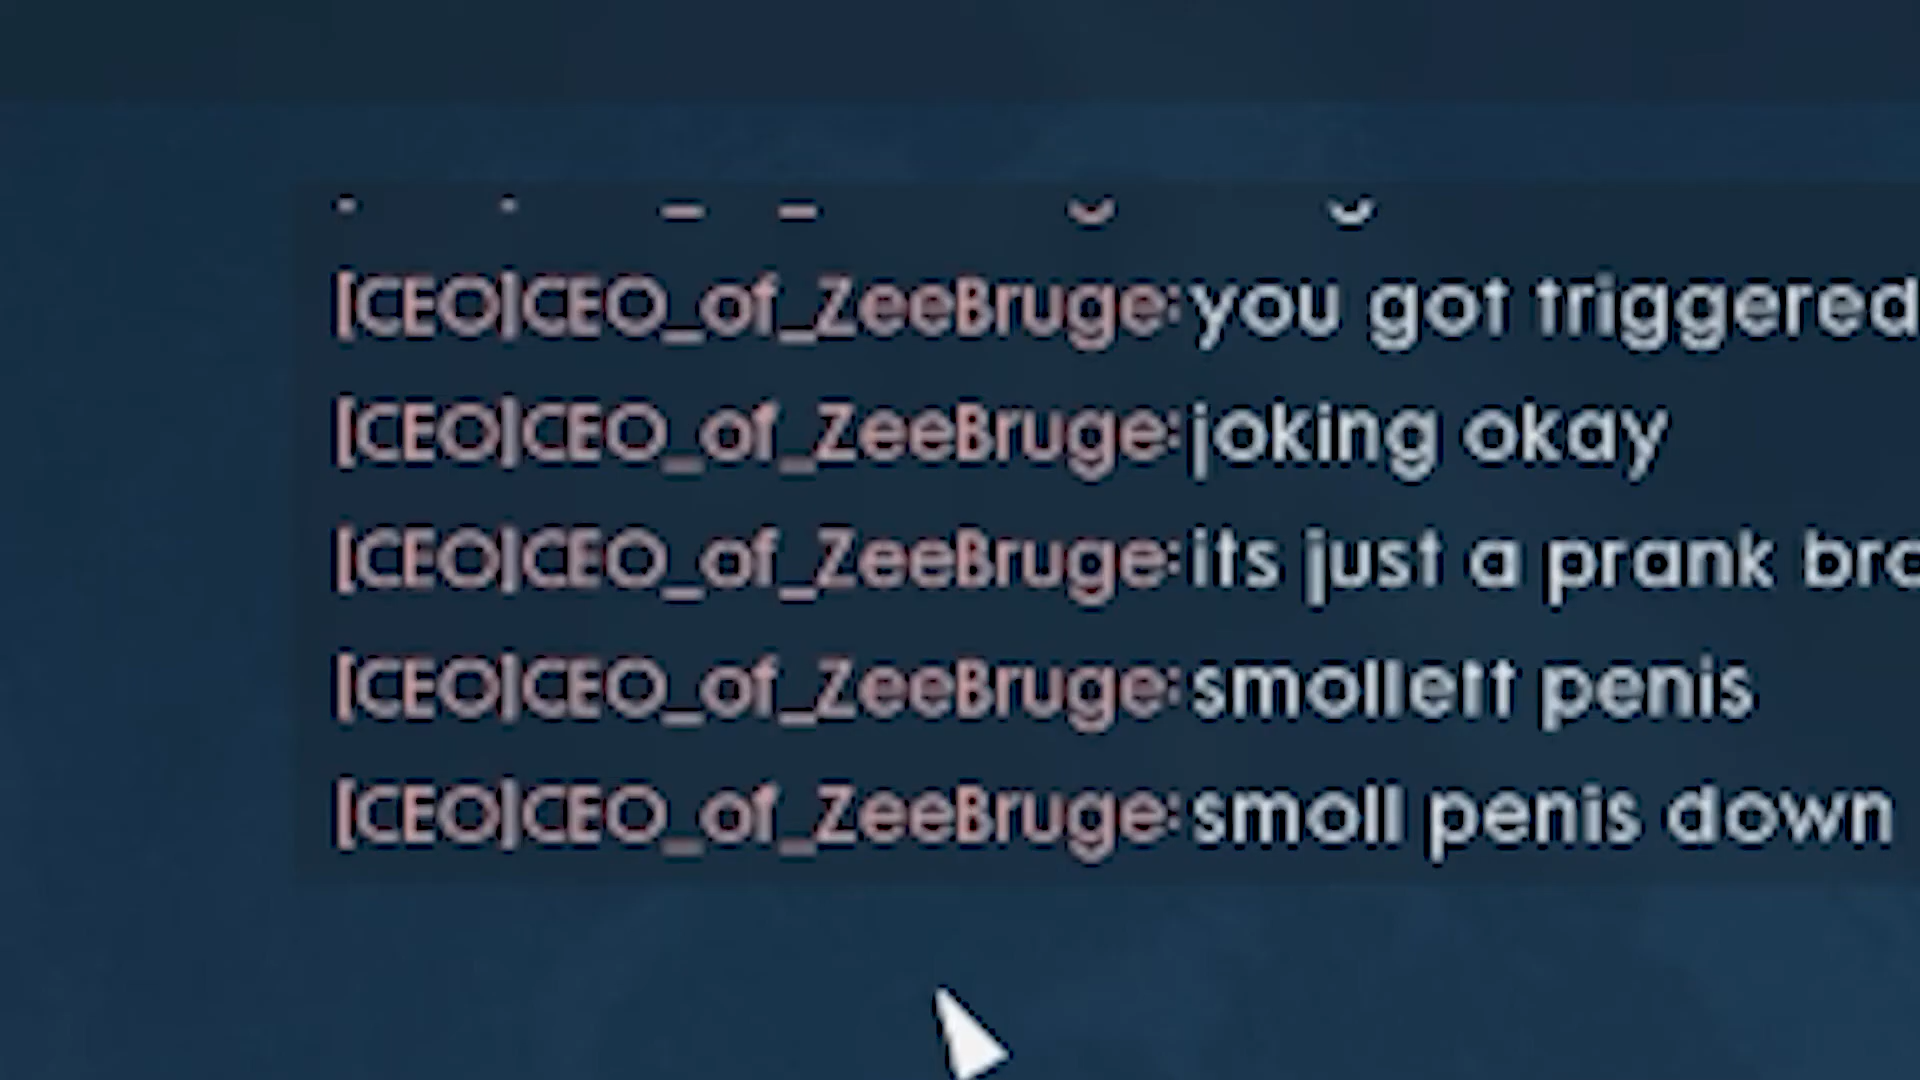 [CEO]CEO_of_ZeeBruge:you got triggered
[CEO]CEO_of_ZeeBruge:joking okay
[CEO]CEO_of_ZeeBruge:its just a prank bro
[CEO]CEO_of_ZeeBruge:smollett penis
[CEO]CEO_of_ZeeBruge:smoll penis down